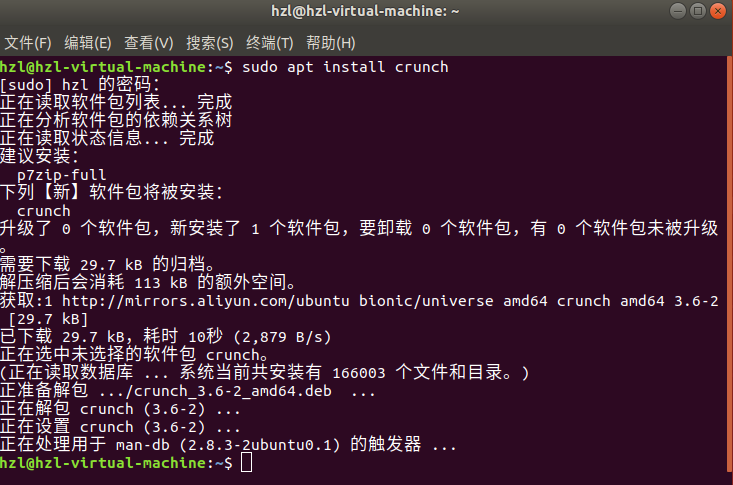 hzl@hzl-virtual-machine: ~
文件(F) 编辑(E) 查看(V) 搜索(S) 终端(T) 帮助(H)
hzl@hzl-virtual-machine:~$ sudo apt install crunch
[sudo] hzl 的密码：
正在读取软件包列表... 完成
正在分析软件包的依赖关系树
正在读取状态信息... 完成
建议安装：
  p7zip-full
下列【新】软件包将被安装：
  crunch
升级了 0 个软件包，新安装了 1 个软件包，要卸载 0 个软件包，有 0 个软件包未被升级
。
需要下载 29.7 kB 的归档。
解压缩后会消耗 113 kB 的额外空间。
获取:1 http://mirrors.aliyun.com/ubuntu bionic/universe amd64 crunch amd64 3.6-2
 [29.7 kB]
已下载 29.7 kB，耗时 10秒 (2,879 B/s)
正在选中未选择的软件包 crunch。
(正在读取数据库 ... 系统当前共安装有 166003 个文件和目录。)
正准备解包 .../crunch_3.6-2_amd64.deb  ...
正在解包 crunch (3.6-2) ...
正在设置 crunch (3.6-2) ...
正在处理用于 man-db (2.8.3-2ubuntu0.1) 的触发器 ...
hzl@hzl-virtual-machine:~$